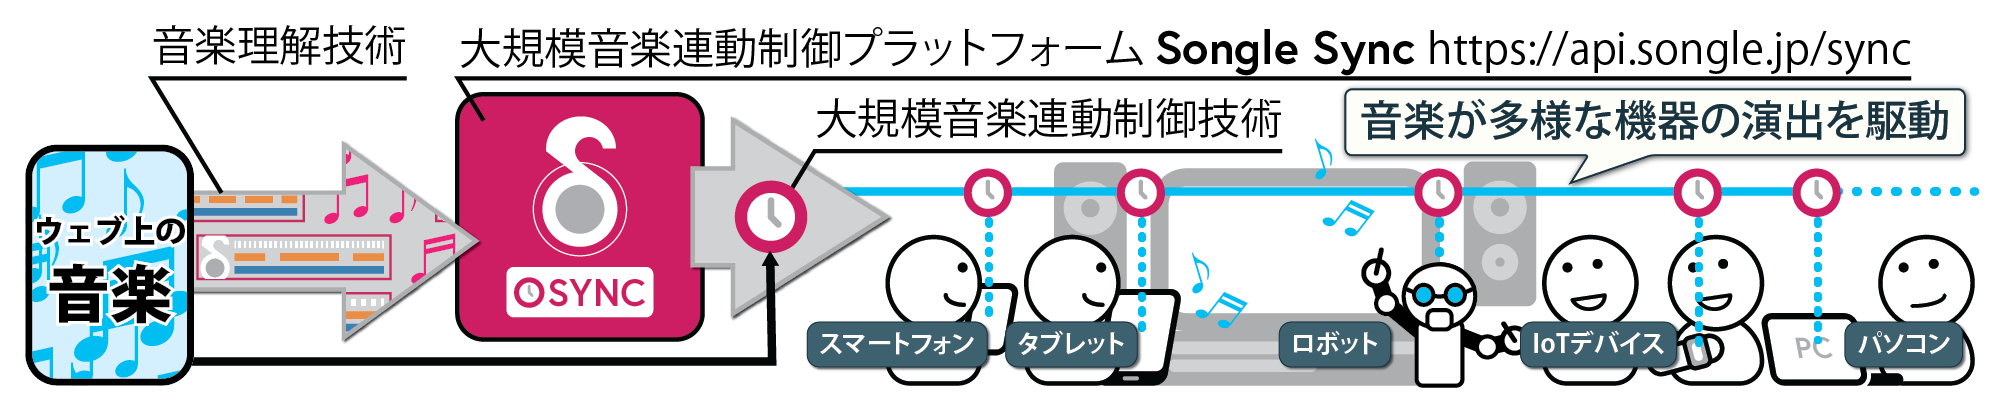 音楽理解技術
大規模音楽連動制御プラットフォーム Songle Sync https://api.songle.jp/sync
大規模音楽連動制御技術
音楽が多様な機器の演出を駆動
ウェブ上の
音楽
SYNC
スマートフォン
タブレット
ロボット
IoTデバイス
PC
パソコン